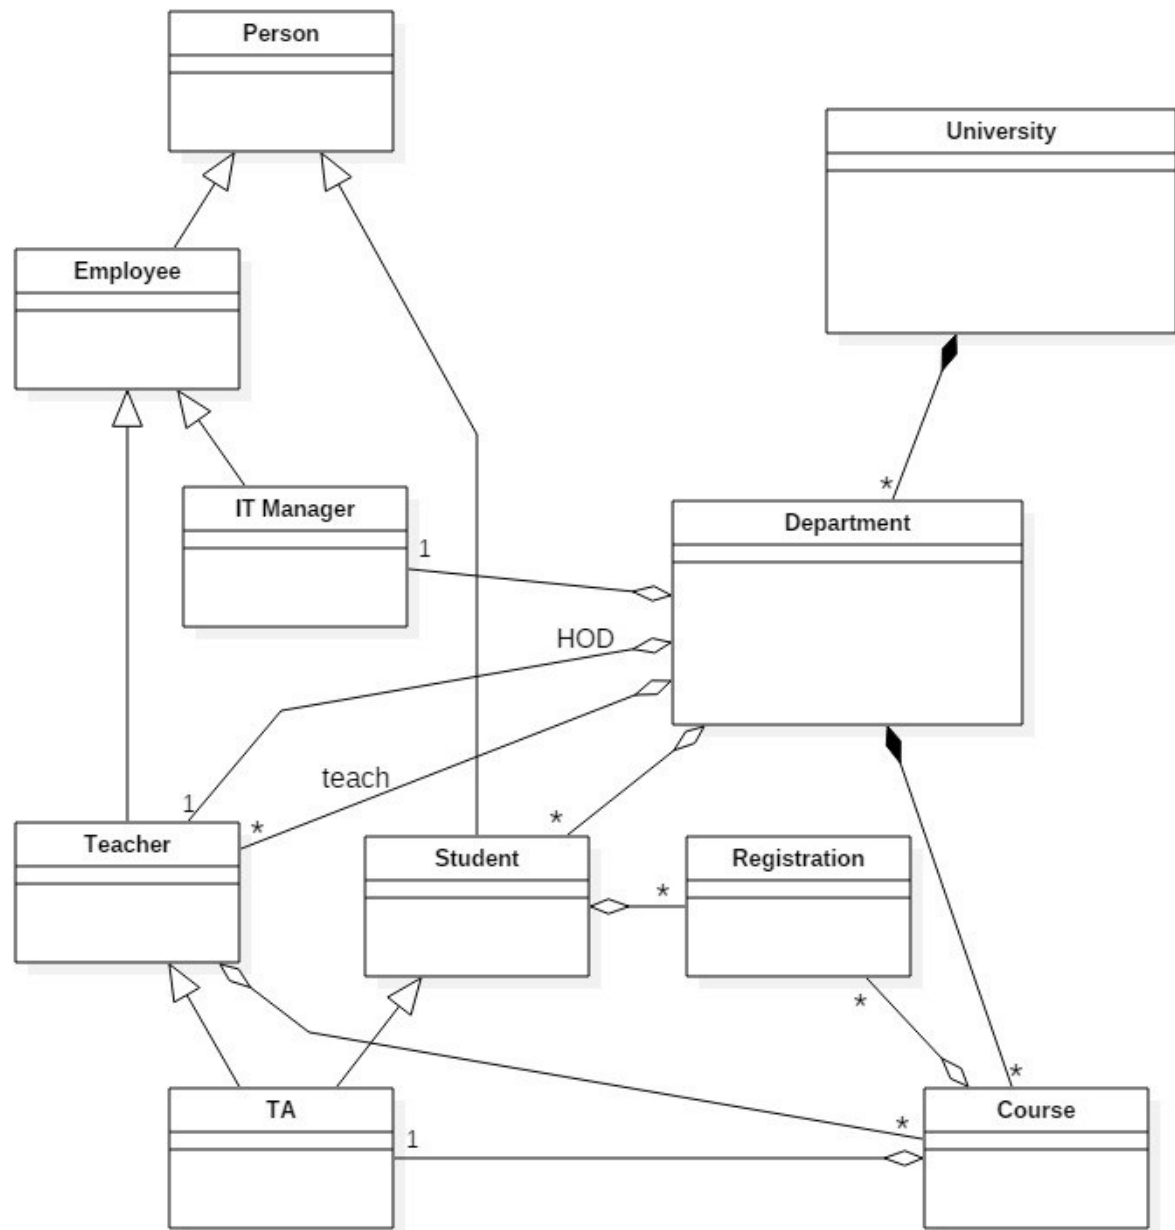 Person
University
Employee
IT Manager
*
Department
1
HOD
teach
1
*
*
Teacher
Student
Registration
*
*
*
TA
1
*
Course